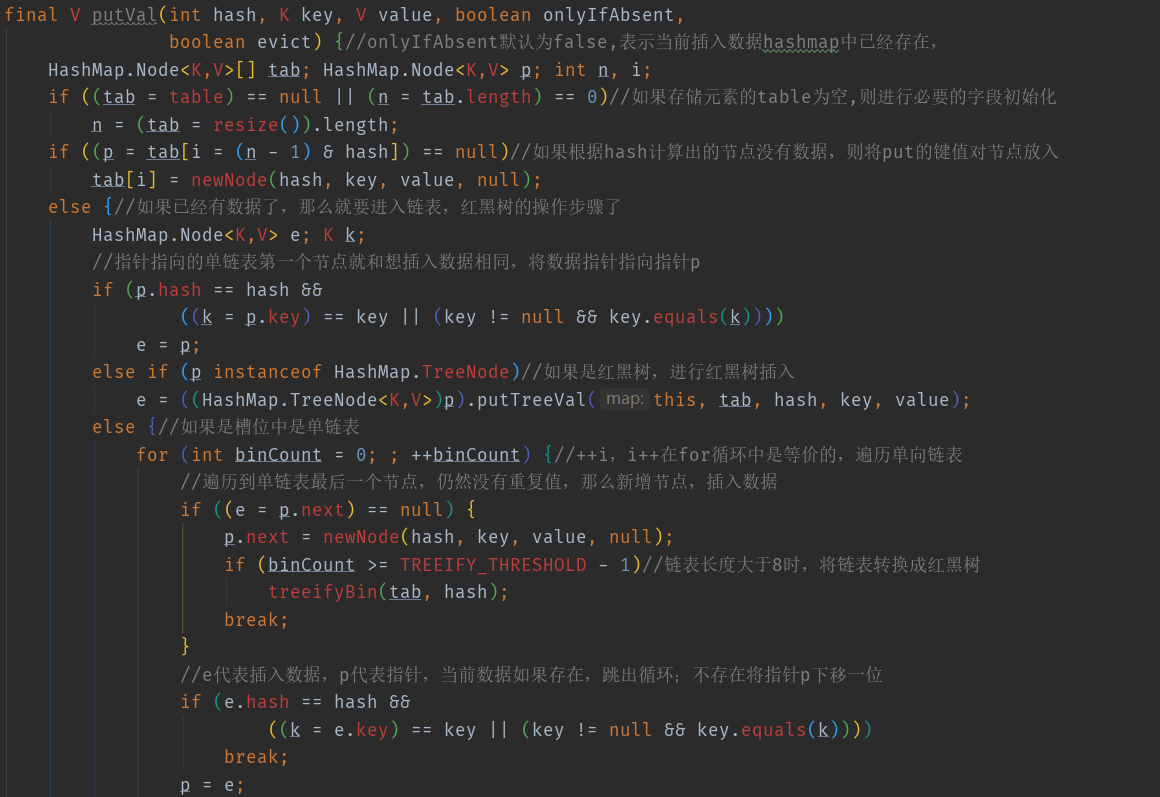 final V putVal(int hash, K key, V value, boolean onlyIfAbsent,
boolean evict) {//onlyIfAbsent默认为false,表示当前插入数据hashmap中已经存在，
HashMap.Node<K,V>[] tab; HashMap.Node<K,V> p; int n, i;
if ((tab = table) == null || (n = tab.length) == 0)//如果存储元素的table为空,则进行必要的字段初始化
n = (tab = resize()).length;
if ((p = tab[i = (n - 1) & hash]) == null)//如果根据hash计算出的节点没有数据，则将put的键值对节点放入
tab[i] = newNode(hash, key, value, null);
else {//如果已经有数据了，那么就要进入链表，红黑树的操作步骤了
HashMap.Node<K,V> e; K k;
//指针指向的单链表第一个节点就和想插入数据相同，将数据指针指向指针p
if (p.hash == hash &&
((k = p.key) == key || (key != null && key.equals(k))))
e = p;
else if (p instanceof HashMap.TreeNode)//如果是红黑树，进行红黑树插入
e = ((HashMap.TreeNode<K,V>)p).putTreeVal( map: this, tab, hash, key, value);
else {//如果是槽位中是单链表
for (int binCount = 0; ; ++binCount) {//++i，i++在for循环中是等价的，遍历单向链表
//遍历到单链表最后一个节点，仍然没有重复值，那么新增节点，插入数据
if ((e = p.next) == null) {
p.next = newNode(hash, key, value, null);
if (binCount >= TREEIFY_THRESHOLD - 1)//链表长度大于8时，将链表转换成红黑树
treeifyBin(tab, hash);
break;
}
//e代表插入数据，p代表指针，当前数据如果存在，跳出循环；不存在将指针p下移一位
if (e.hash == hash &&
((k = e.key) == key || (key != null && key.equals(k))))
break;
p = e;